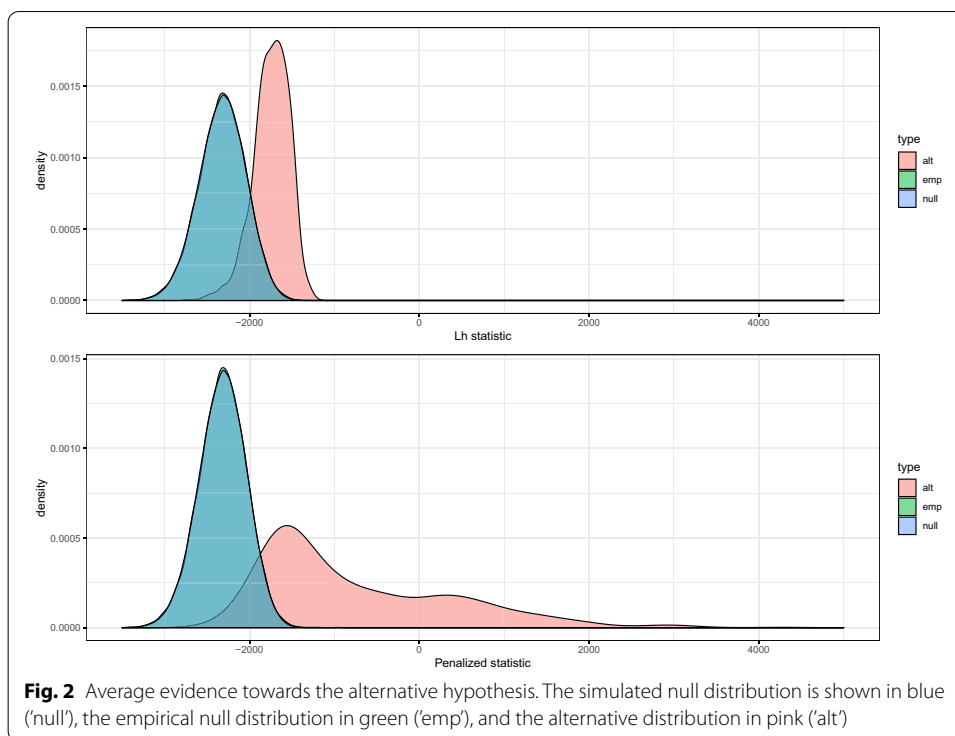 density
0.0015
0.0010
0.0005
0.0000
−2000 0 2000 4000
Lh statistic
type
alt
emp
null
density
0.0015
0.0010
0.0005
0.0000
−2000 0 2000 4000
Penalized statistic
type
alt
emp
null
Fig. 2 Average evidence towards the alternative hypothesis. The simulated null distribution is shown in blue
('null'), the empirical null distribution in green ('emp'), and the alternative distribution in pink ('alt')